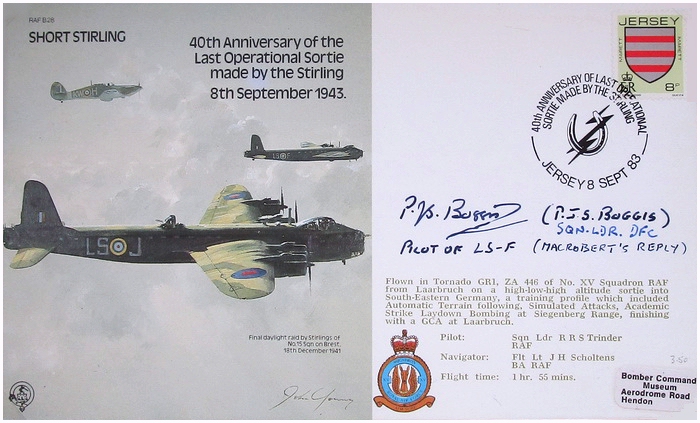 RAF B28
SHORT STIRLING
40th Anniversary of the
Last Operational Sortie
made by the Stirling
8th September 1943.
AW H
LS F
LS J
Final daylight raid by Stirlings of
No.15 Sqn on Brest.
18th December 1941
John Young
JERSEY
8p
40th ANNIVERSARY OF LAST OPERATIONAL
SORTIE MADE BY THE STIRLING
JERSEY 8 SEPT 83
P.J.S. Boggis (P.J.S BOGGIS)
SQN. LDR. DFC
PILOT OF LS-F (MACROBERT'S REPLY)
Flown in Tornado GR1, ZA 446 of No. XV Squadron RAF
from Laarbruch on a high-low-high altitude sortie into
South-Eastern Germany, a training profile which included
Automatic Terrain following, Simulated Attacks, Academic
Strike Laydown Bombing at Siegenberg Range, finishing
with a GCA at Laarbruch.
Pilot: Sqn Ldr R R S Trinder
RAF
Navigator: Flt Lt J H Scholtens
BA RAF
Flight time: 1 hr. 55 mins.
3.50
Bomber Command
Museum
Aerodrome Road
Hendon